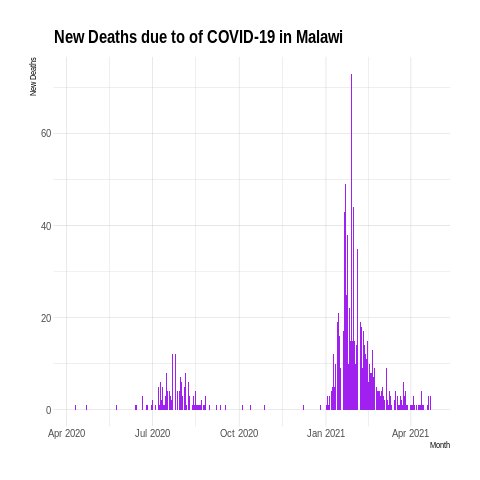 New Deaths due to of COVID-19 in Malawi
New Deaths
60
40
20
0
Apr 2020 Jul 2020 Oct 2020 Jan 2021 Apr 2021
Month